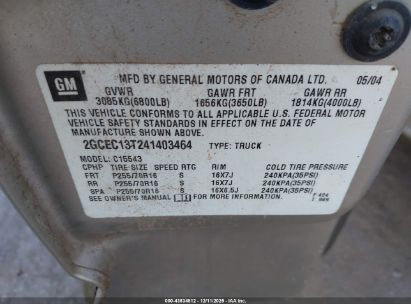 GM
MFD BY GENERAL MOTORS OF CANADA LTD. 05/04
GVWR GAWR FRT GAWR RR
3085KG(6800LB) 1656KG(3650LB) 1814KG(4000LB)
THIS VEHICLE CONFORMS TO ALL APPLICABLE U.S. FEDERAL MOTOR
VEHICLE SAFETY STANDARDS IN EFFECT ON THE DATE OF
MANUFACTURE SHOWN ABOVE.
2GCEC13T241403464 TYPE: TRUCK
MODEL: C15543
TIRE SIZE SPEED RTG RIM COLD TIRE PRESSURE
FRT P255/70R16 S 16X7J 240KPA(35PSI)
RR P255/70R16 S 16X7J 240KPA(35PSI)
SPA P255/70R16 S 16X6.5J 240KPA(35PSI)
SEE OWNER'S MANUAL FOR MORE INFORMATION.